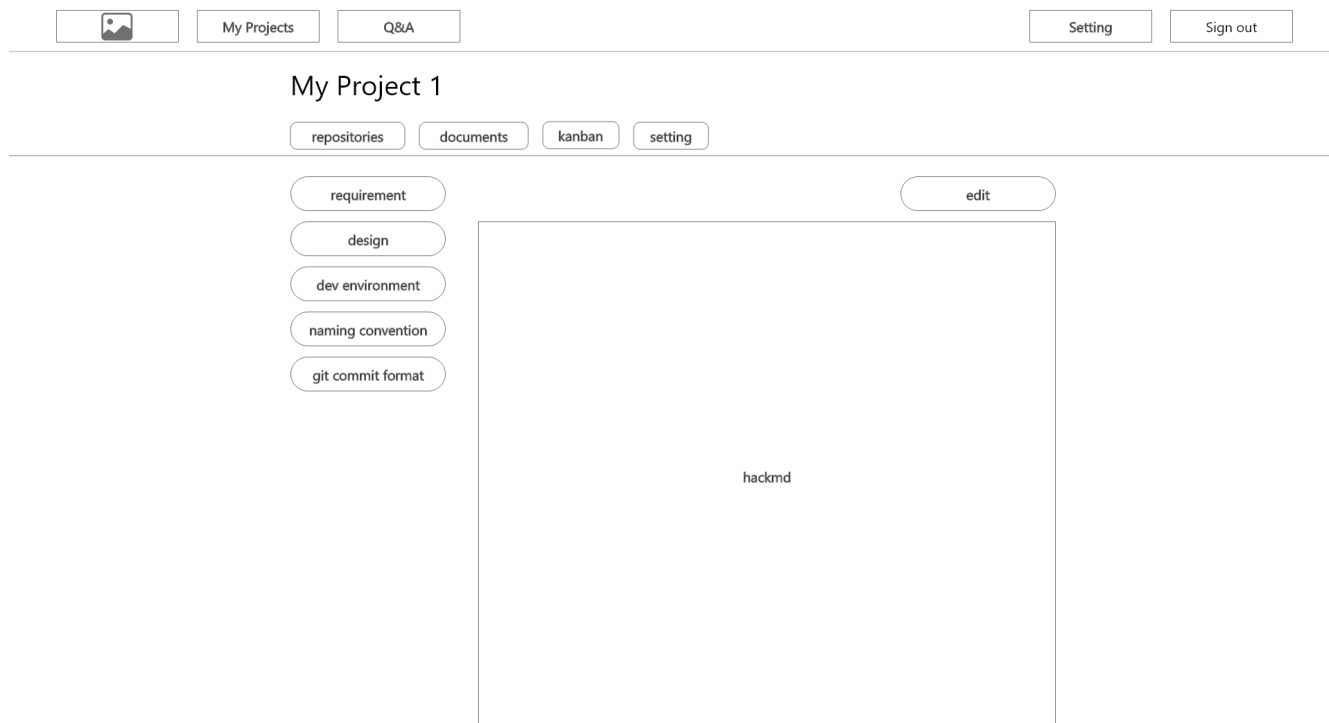 My Projects
Q&A
Setting
Sign out
My Project 1
repositories
documents
kanban
setting
requirement
edit
design
dev environment
naming convention
git commit format
hackmd